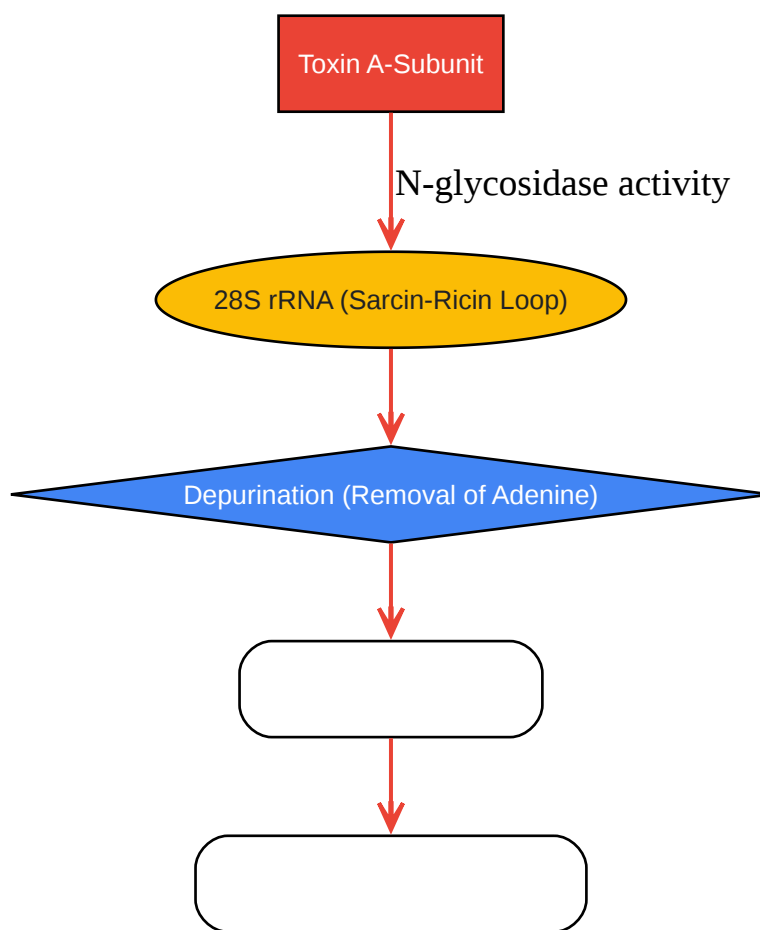 Toxin A-Subunit
N-glycosidase activity
28S rRNA (Sarcin-Ricin Loop)
Depurination (Removal of Adenine)